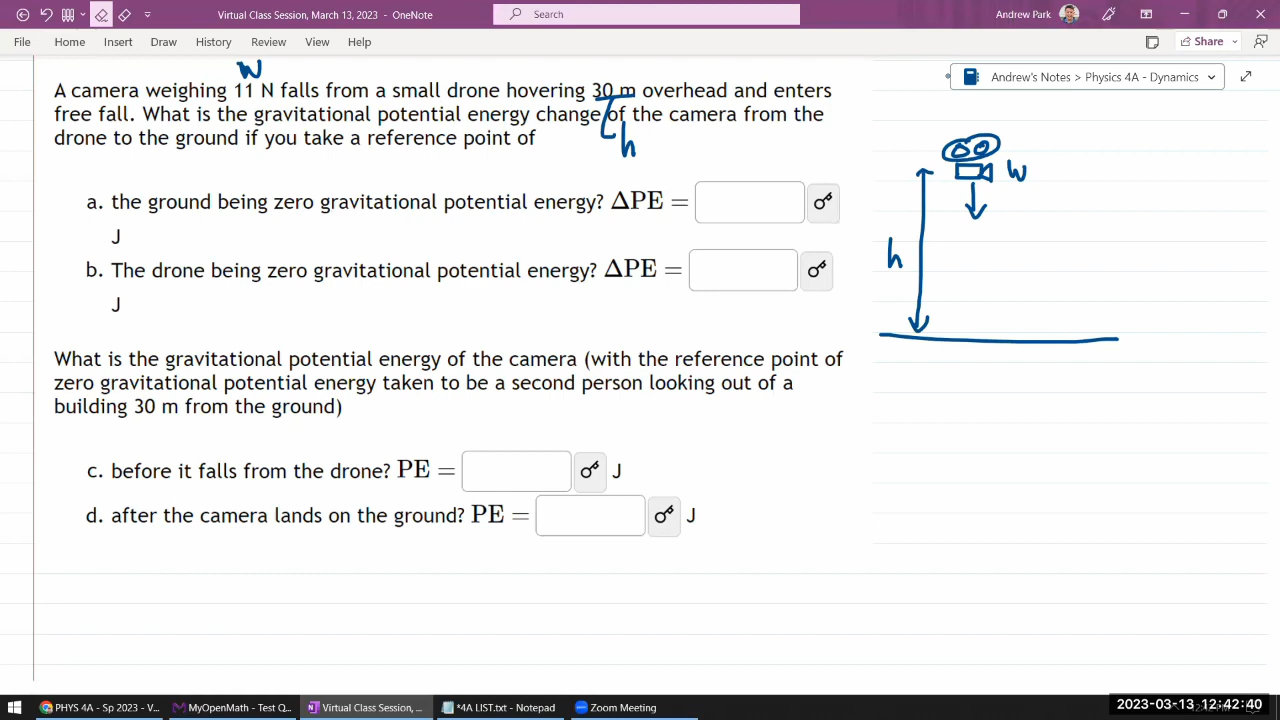 Virtual Class Session, March 13, 2023 - OneNote
Search
Andrew Park
File Home Insert Draw History Review View Help
Share
Andrew's Notes > Physics 4A - Dynamics
W
A camera weighing 11 N falls from a small drone hovering 30 m overhead and enters
free fall. What is the gravitational potential energy change of the camera from the
drone to the ground if you take a reference point of
h
a. the ground being zero gravitational potential energy? ΔPE =
J
b. The drone being zero gravitational potential energy? ΔPE =
J
W
h
What is the gravitational potential energy of the camera (with the reference point of
zero gravitational potential energy taken to be a second person looking out of a
building 30 m from the ground)
c. before it falls from the drone? PE = J
d. after the camera lands on the ground? PE = J
PHYS 4A - Sp 2023 - V...
MyOpenMath - Test Q...
Virtual Class Session, ...
*4A LIST.txt - Notepad
Zoom Meeting
2023-03-13 12:42:40